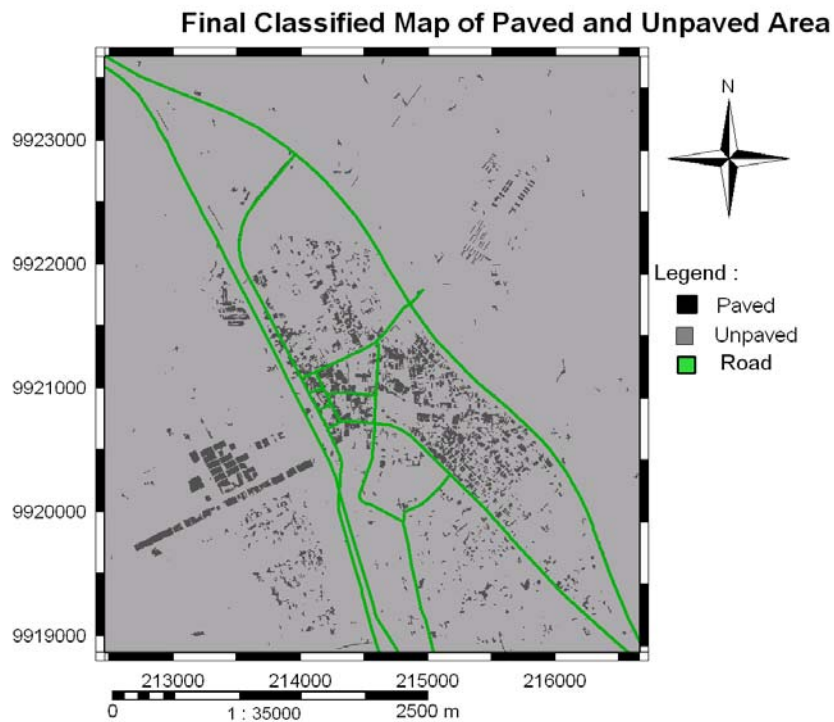 Final Classified Map of Paved and Unpaved Area
N
9923000
9922000
9921000
9920000
9919000
Legend :
Paved
Unpaved
Road
213000 214000 215000 216000
0 1 : 35000 2500 m